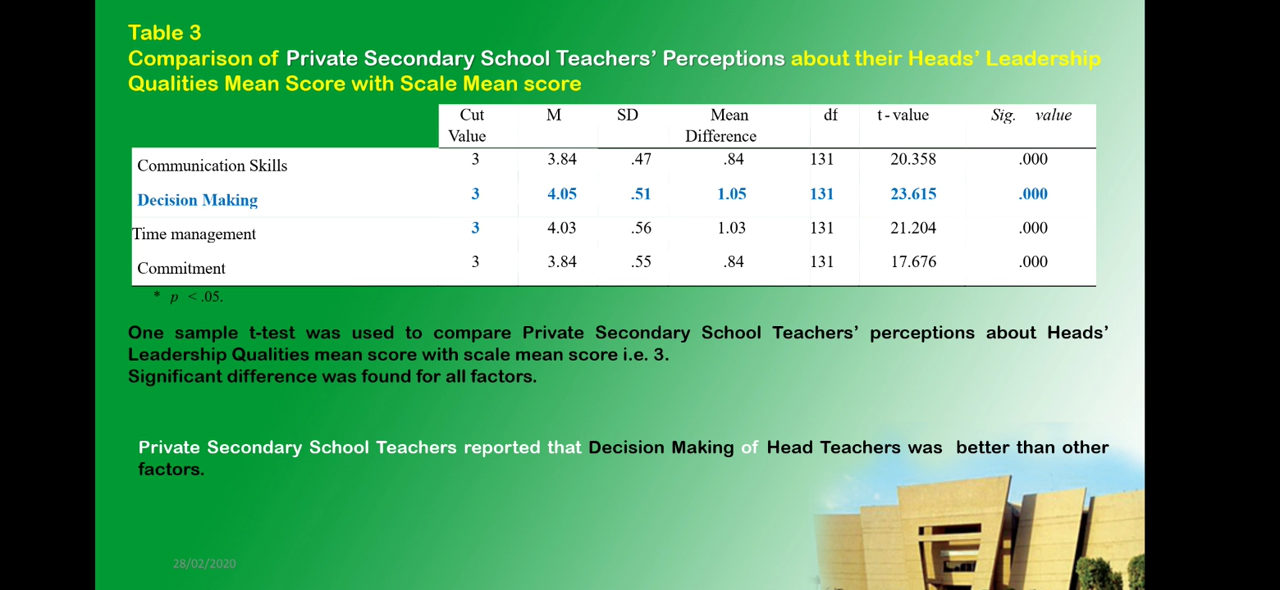 Table 3
Comparison of Private Secondary School Teachers’ Perceptions about their Heads’ Leadership
Qualities Mean Score with Scale Mean score
Cut Value M SD Mean Difference df t-value Sig. value
Communication Skills 3 3.84 .47 .84 131 20.358 .000
Decision Making 3 4.05 .51 1.05 131 23.615 .000
Time management 3 4.03 .56 1.03 131 21.204 .000
Commitment 3 3.84 .55 .84 131 17.676 .000
* p < .05.
One sample t-test was used to compare Private Secondary School Teachers’ perceptions about Heads’
Leadership Qualities mean score with scale mean score i.e. 3.
Significant difference was found for all factors.
Private Secondary School Teachers reported that Decision Making of Head Teachers was better than other
factors.
28/02/2020